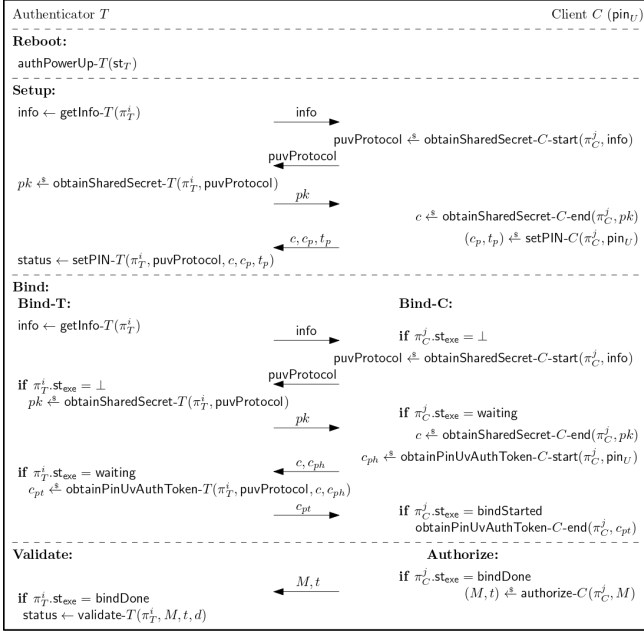 Authenticator T Client C (pin_U)
Reboot:
authPowerUp-T(st_T)
Setup:
info ← getInfo-T(π_T^i)
info
puvProtocol ←$ obtainSharedSecret-C-start(π_C^j, info)
puvProtocol
pk ←$ obtainSharedSecret-T(π_T^i, puvProtocol)
pk
c ←$ obtainSharedSecret-C-end(π_C^j, pk)
c, c_p, t_p
(c_p, t_p) ←$ setPIN-C(π_C^j, pin_U)
status ← setPIN-T(π_T^i, puvProtocol, c, c_p, t_p)
Bind:
Bind-T: Bind-C:
info ← getInfo-T(π_T^i)
info
if π_C^j.st_exe = ⊥
puvProtocol ←$ obtainSharedSecret-C-start(π_C^j, info)
puvProtocol
if π_T^i.st_exe = ⊥
pk ←$ obtainSharedSecret-T(π_T^i, puvProtocol)
pk
if π_C^j.st_exe = waiting
c ←$ obtainSharedSecret-C-end(π_C^j, pk)
c_ph ←$ obtainPinUvAuthToken-C-start(π_C^j, pin_U)
c, c_ph
if π_T^i.st_exe = waiting
c_pt ←$ obtainPinUvAuthToken-T(π_T^i, puvProtocol, c, c_ph)
c_pt
if π_C^j.st_exe = bindStarted
obtainPinUvAuthToken-C-end(π_C^j, c_pt)
Validate: Authorize:
if π_C^j.st_exe = bindDone
M, t
(M, t) ←$ authorize-C(π_C^j, M)
if π_T^i.st_exe = bindDone
status ← validate-T(π_T^i, M, t, d)